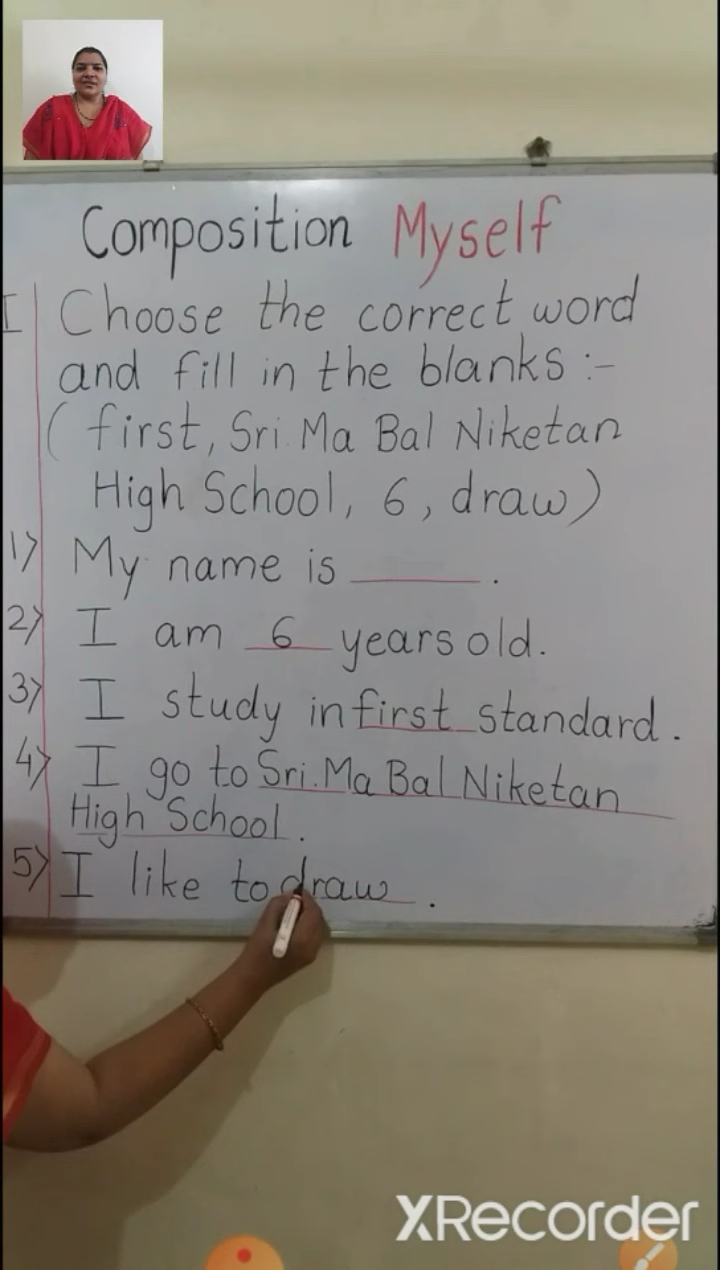 Composition Myself
I Choose the correct word
and fill in the blanks :-
(first, Sri. Ma Bal Niketan
High School, 6, draw)
1) My name is ______.
2) I am 6 years old.
3) I study in first standard.
4) I go to Sri. Ma Bal Niketan
High School.
5) I like to draw.
XRecorder